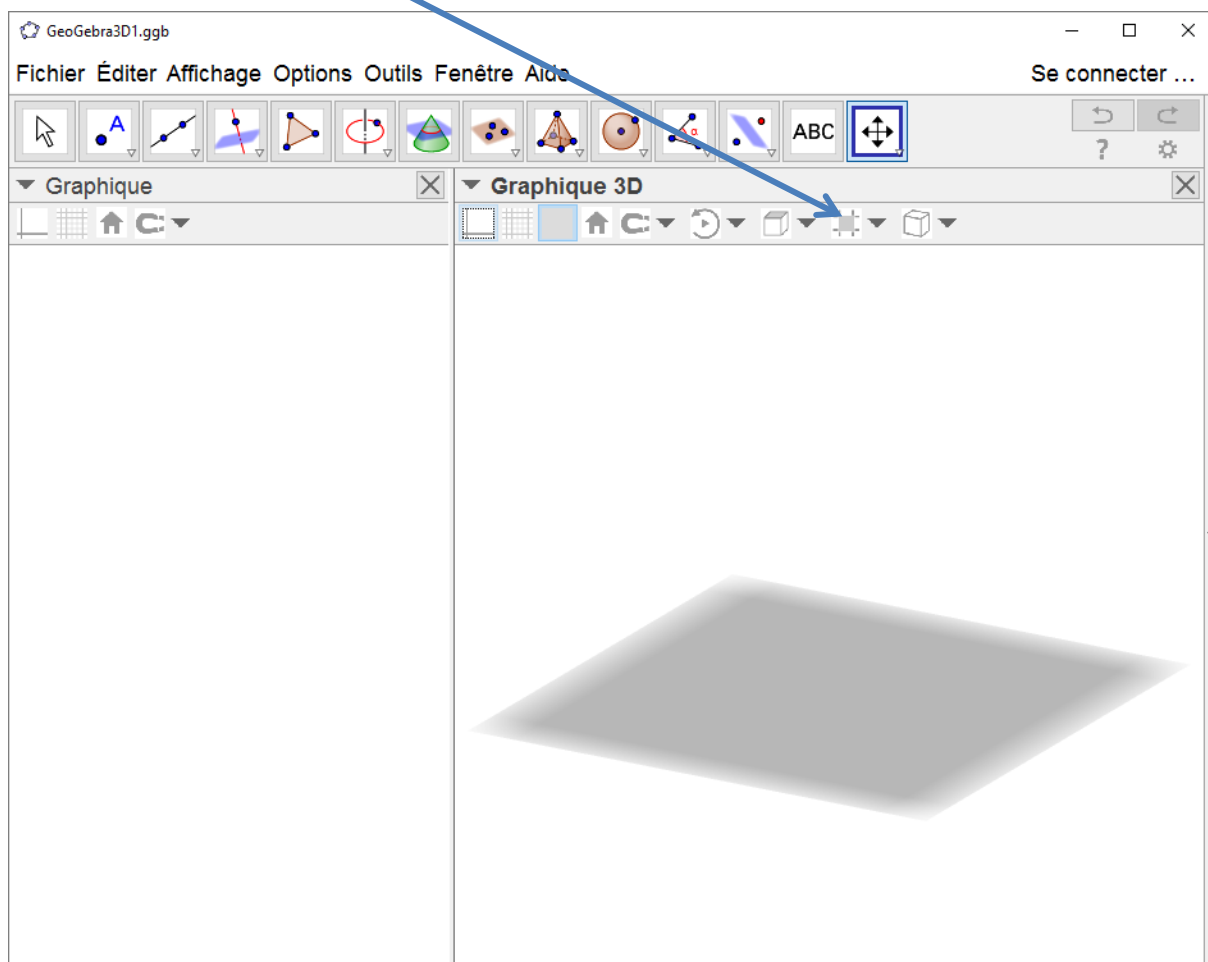 GeoGebra3D1.ggb
Fichier Éditer Affichage Options Outils Fenêtre Aide
Se connecter ...
A
α
ABC
?
Graphique
Graphique 3D